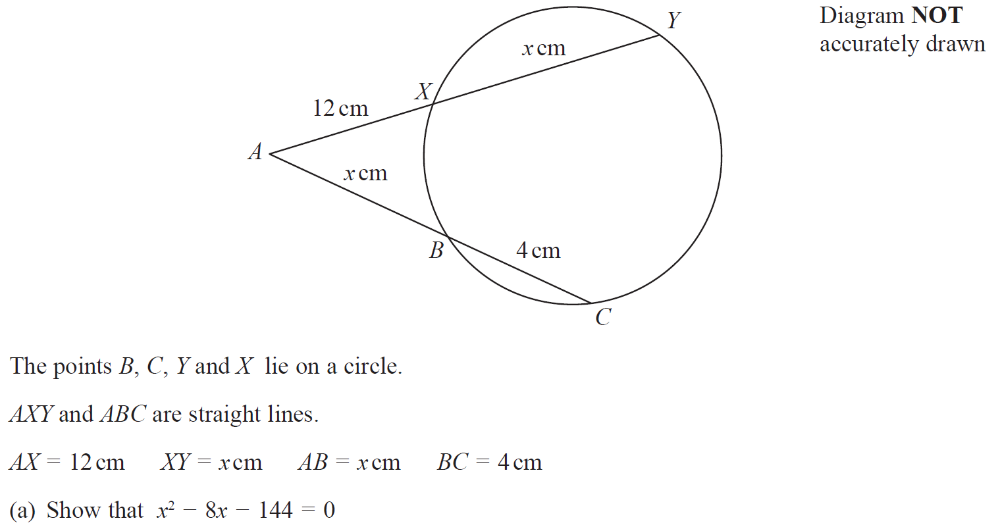 Diagram NOT
accurately drawn
Y
x cm
X
12 cm
A
x cm
B
4 cm
C
The points B, C, Y and X lie on a circle.
AXY and ABC are straight lines.
AX = 12 cm XY = x cm AB = x cm BC = 4 cm
(a) Show that x² − 8x − 144 = 0